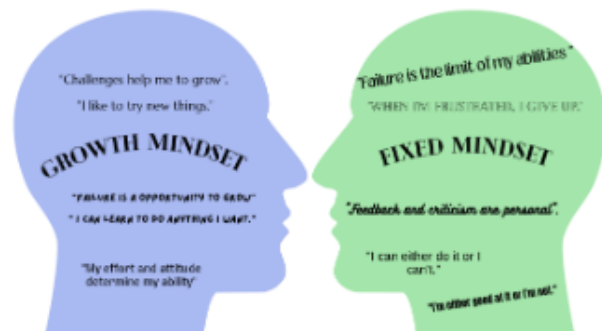 "Challenges help me to grow".
"I like to try new things."
GROWTH MINDSET
"FAILURE IS A OPPORTUNITY TO GROW"
" I CAN LEARN TO DO ANYTHING I WANT."
"My effort and attitude
determine my ability"
"Failure is the limit of my abilities "
"WHEN I'M FRUSTRATED, I GIVE UP."
FIXED MINDSET
"Feedback and criticism are personal".
"I can either do it or I
can't."
"I'm either good at it or I'm not."